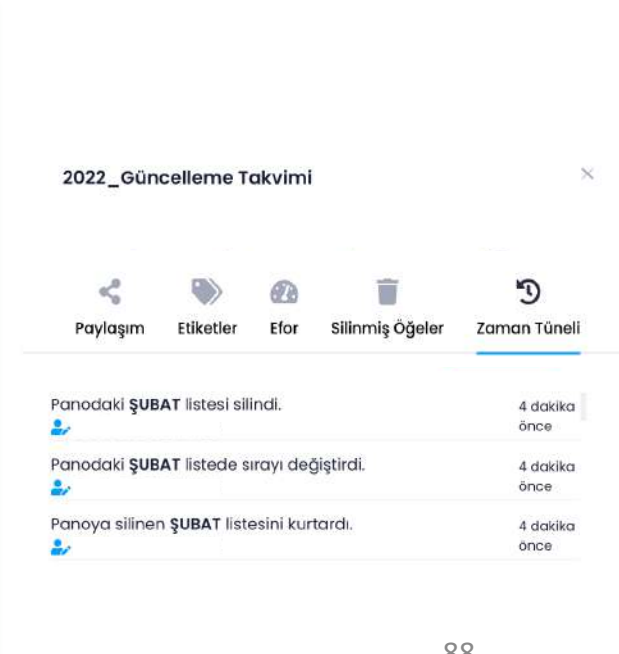 2022_Güncelleme Takvimi
Paylaşım Etiketler Efor Silinmiş Öğeler Zaman Tüneli
Panodaki ŞUBAT listesi silindi. 4 dakika
önce
Panodaki ŞUBAT listede sırayı değiştirdi. 4 dakika
önce
Panoya silinen ŞUBAT listesini kurtardı. 4 dakika
önce
88